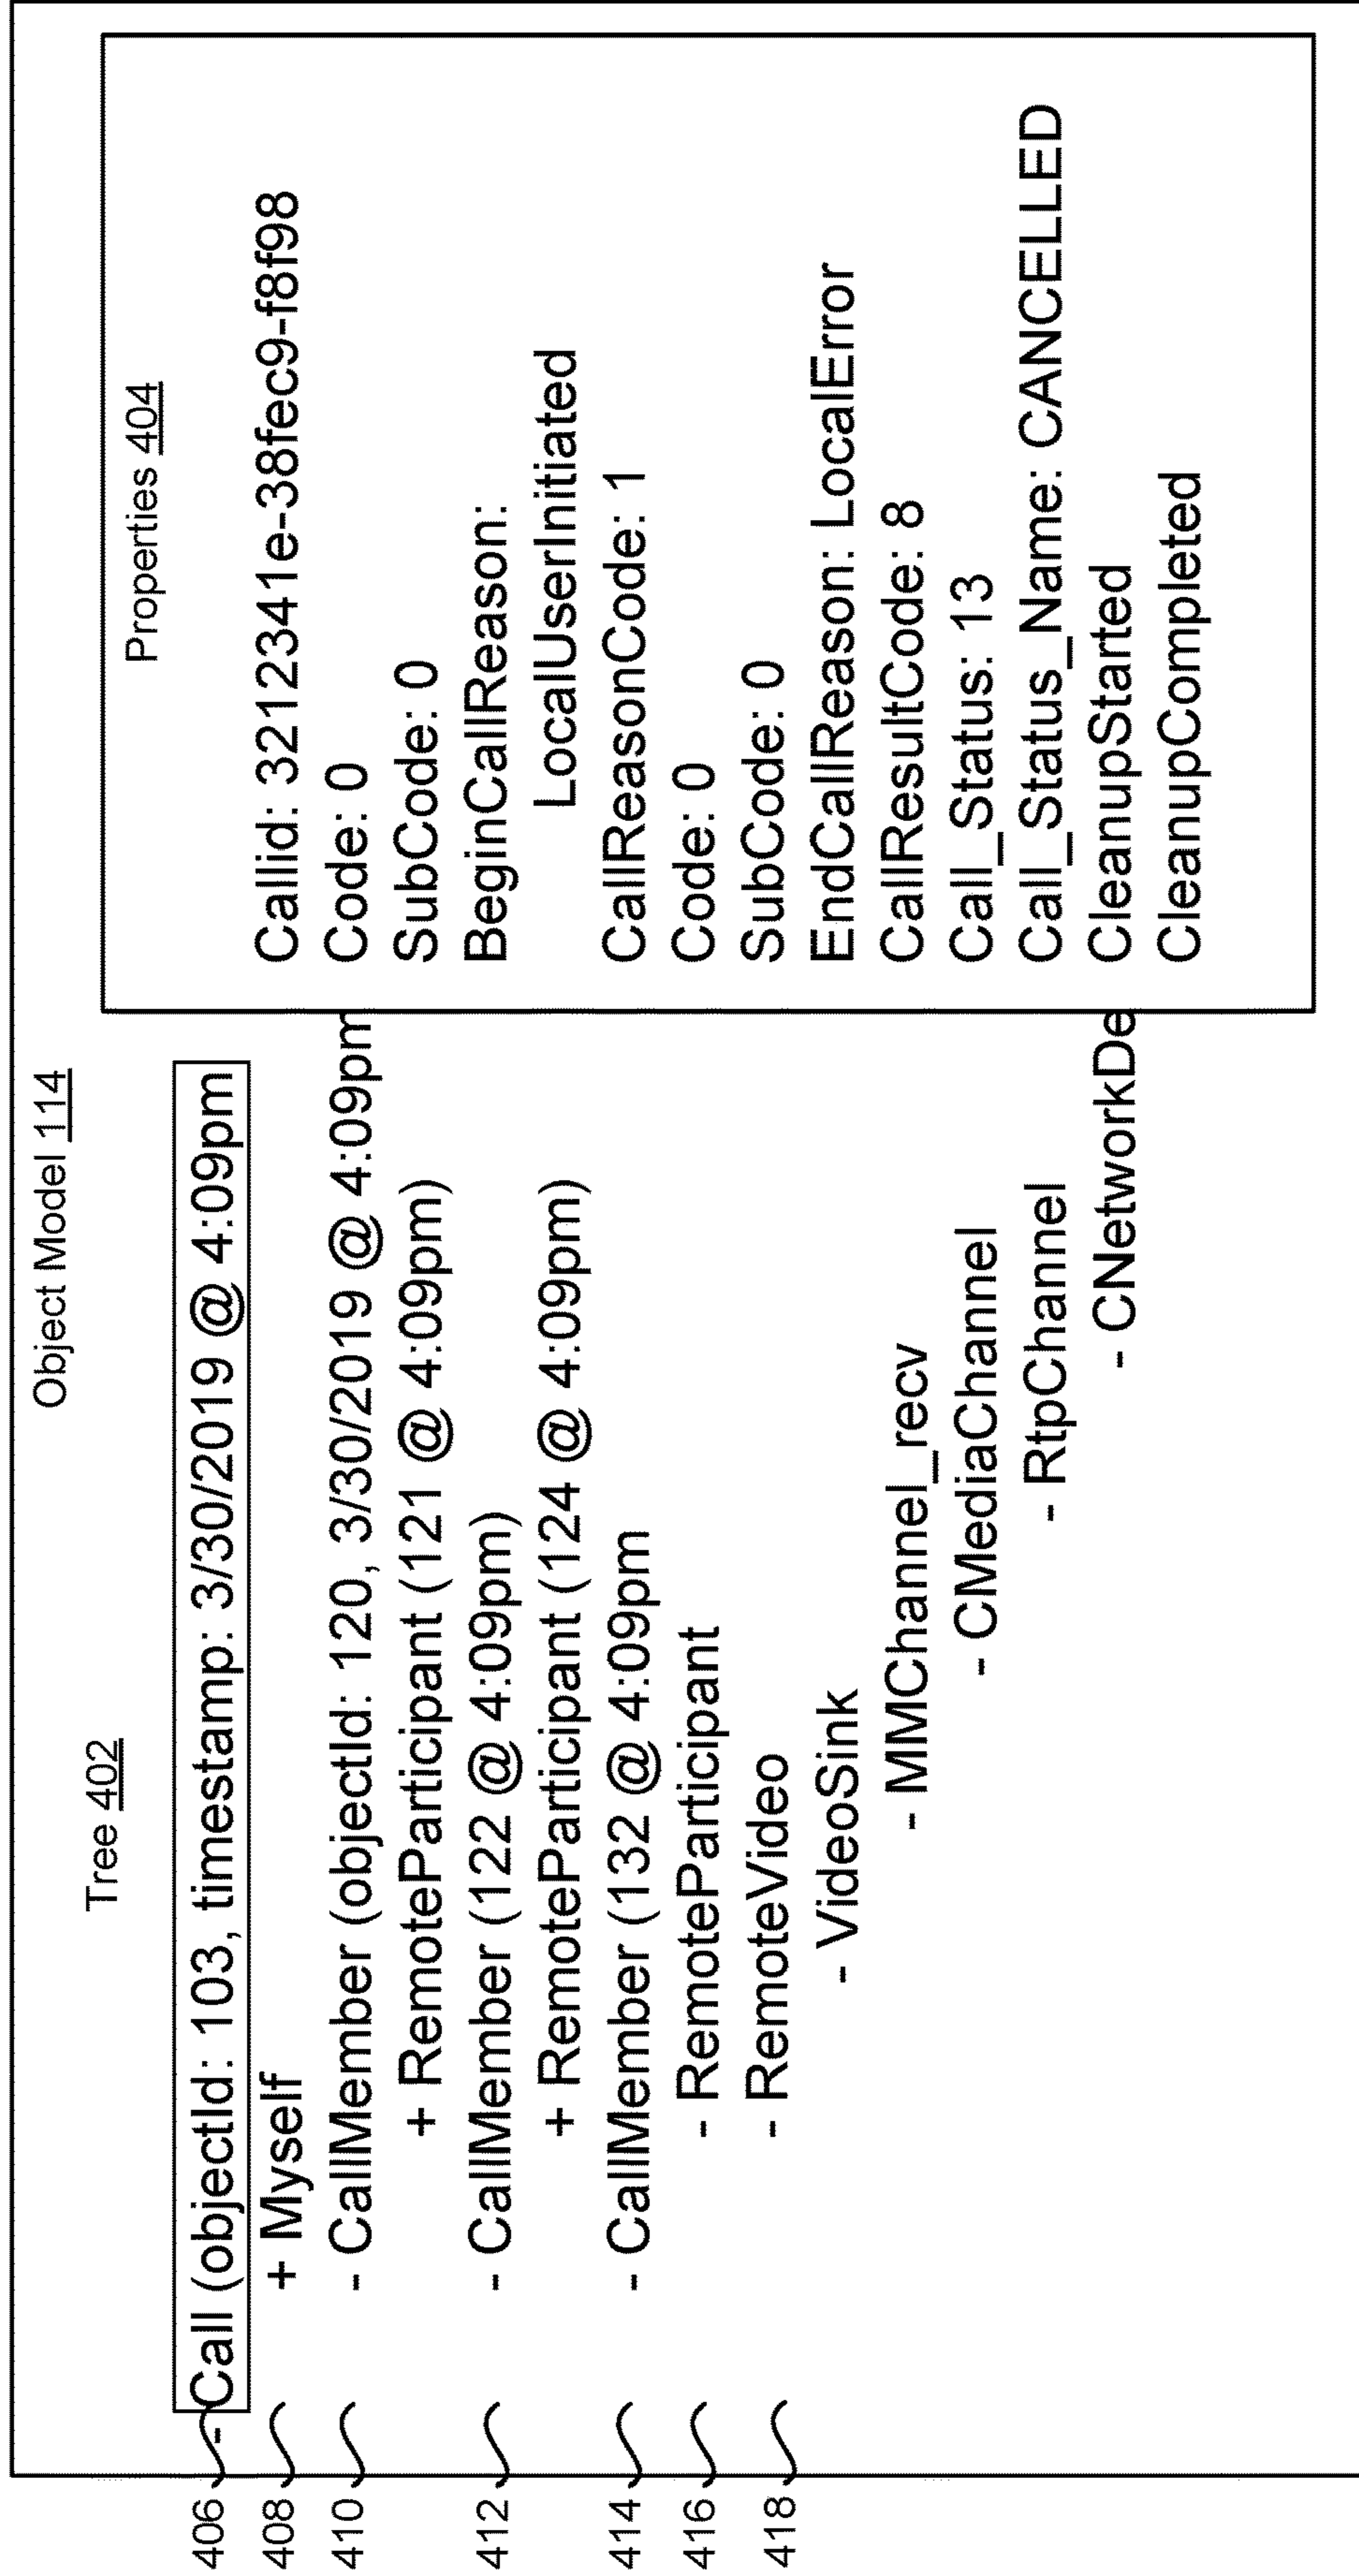 Object Model 114
Tree 402
406 - Call (objectId: 103, timestamp: 3/30/2019 @ 4:09pm
408 + Myself
410 - CallMember (objectId: 120, 3/30/2019 @ 4:09pm
+ RemoteParticipant (121 @ 4:09pm)
412 - CallMember (122 @ 4:09pm)
+ RemoteParticipant (124 @ 4:09pm)
414 - CallMember (132 @ 4:09pm
416 - RemoteParticipant
418 - RemoteVideo
- VideoSink
- MMChannel_recv
- CMediaChannel
- RtpChannel
- CNetworkDe
Properties 404
Callid: 3212341e-38fec9-f8f98
Code: 0
SubCode: 0
BeginCallReason:
LocalUserInitiated
CallReasonCode: 1
Code: 0
SubCode: 0
EndCallReason: LocalError
CallResultCode: 8
Call_Status: 13
Call_Status_Name: CANCELLED
CleanupStarted
CleanupCompleted